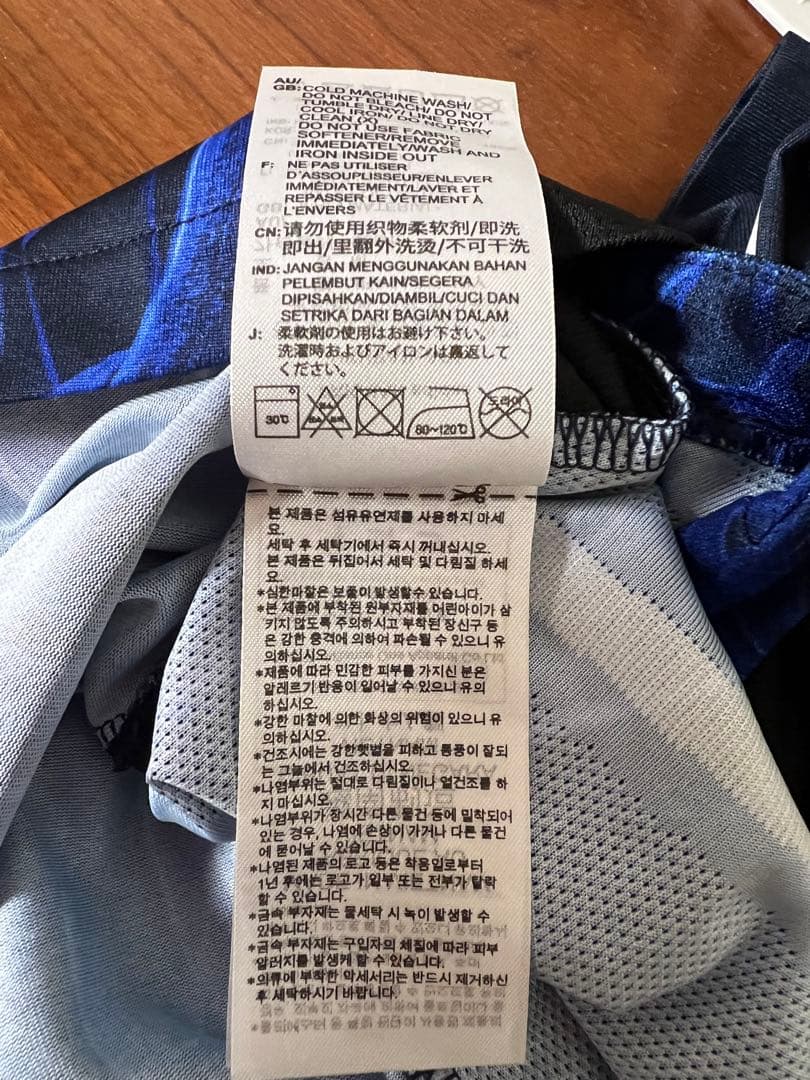 AU/
GB: COLD MACHINE WASH/
DO NOT BLEACH/ DO NOT
TUMBLE DRY/LINE DRY/
COOL IRON/ DO NOT DRY
CLEAN OR
DO NOT USE FABRIC
SOFTENER/REMOVE
IMMEDIATELY/WASH AND
IRON INSIDE OUT
F: NE PAS UTILISER
D'ASSOUPLISSEUR/ENLEVER
IMMÉDIATEMENT/LAVER ET
REPASSER LE VÊTEMENT À
L'ENVERS
CN: 请勿使用织物柔软剂/即洗
即出/里翻外洗烫/不可干洗
IND: JANGAN MENGGUNAKAN BAHAN
PELEMBUT KAIN/SEGERA
DIPISAHKAN/DIAMBIL/CUCI DAN
SETRIKA DARI BAGIAN DALAM
J: 柔軟剤の使用はお避け下さい。
洗濯時およびアイロンは裏返して
ください。
30℃
80~120℃
드라이
본 제품은 섬유유연제를 사용하지 마세
요.
세탁 후 세탁기에서 즉시 꺼내십시오.
본 제품은 뒤집어서 세탁 및 다림질 하세
요.
*심한마찰은 보풀이 발생할수 있습니다.
*본 제품에 부착된 원부자재를 어린아이가 삼
키지 않도록 주의하시고 부착된 장신구 등
은 강한 충격에 의하여 파손될 수 있으니 유
의하십시오.
*제품에 따라 민감한 피부를 가지신 분은
알레르기 반응이 일어날 수 있으니 유의
하십시오.
*강한 마찰에 의한 화상의 위험이 있으니 유
의하십시오.
*건조시에는 강한햇볕을 피하고 통풍이 잘되
는 그늘에서 건조하십시오.
*나염부위는 절대로 다림질이나 열건조를 하
지 마십시오.
*나염부위가 장시간 다른 물건 등에 밀착되어
있는 경우, 나염에 손상이 가거나 다른 물건
에 묻어날 수 있습니다.
*나염된 제품의 로고 등은 착용일로부터
1년 후에는 로고가 일부 또는 전부가 탈락
할 수 있습니다.
*금속 부자재는 물세탁 시 녹이 발생할 수
있습니다.
*금속 부자재는 구입자의 체질에 따라 피부
알러지를 발생케 할 수 있습니다.
*의류에 부착한 악세서리는 반드시 제거하신
후 세탁하시기 바랍니다.